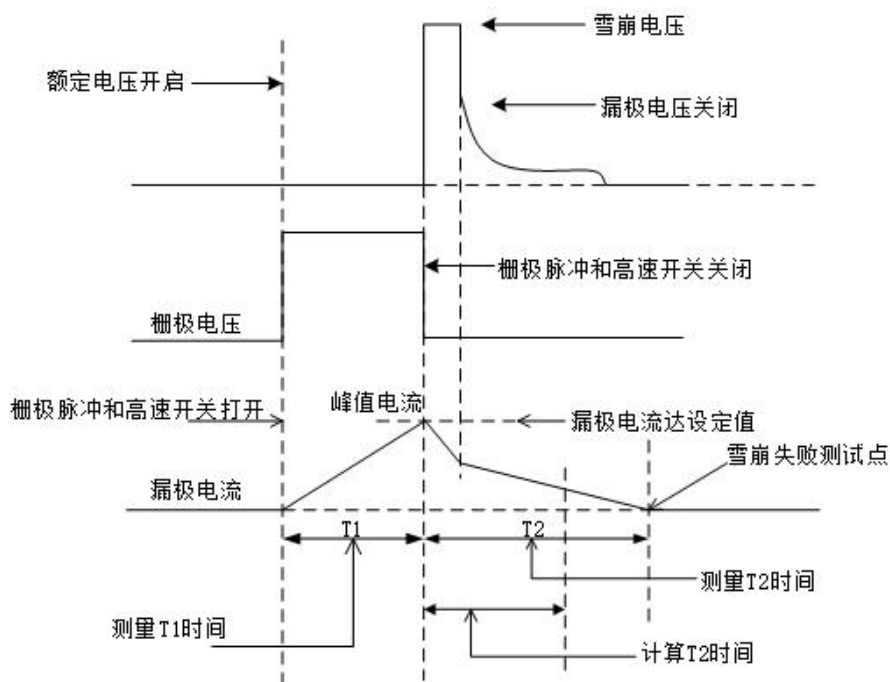 雪崩电压
额定电压开启
漏极电压关闭
栅极脉冲和高速开关关闭
栅极电压
栅极脉冲和高速开关打开
峰值电流
漏极电流达设定值
雪崩失败测试点
漏极电流
T1
T2
测量T2时间
测量T1时间
计算T2时间